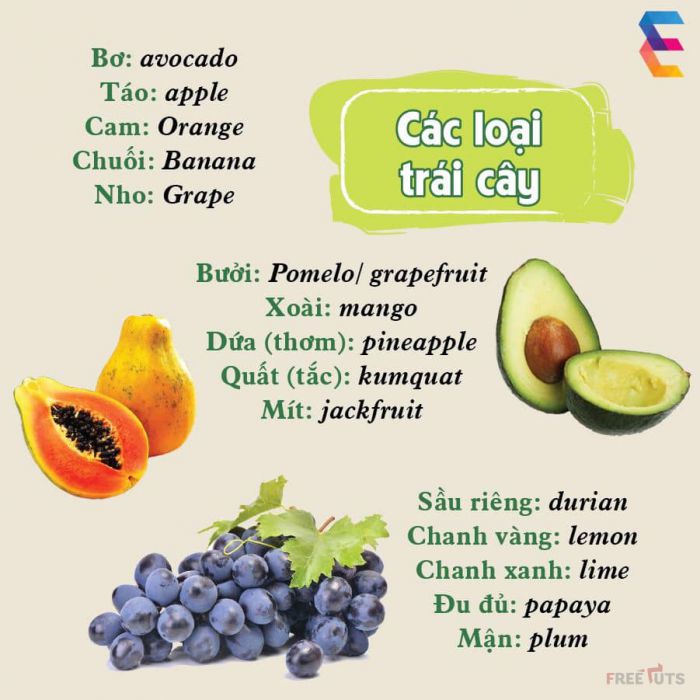 Bơ: avocado
Táo: apple
Cam: Orange
Chuối: Banana
Nho: Grape
Các loại
trái cây
Bưởi: Pomelo/ grapefruit
Xoài: mango
Dứa (thơm): pineapple
Quất (tắc): kumquat
Mít: jackfruit
Sầu riêng: durian
Chanh vàng: lemon
Chanh xanh: lime
Đu đủ: papaya
Mận: plum
FREETUTS